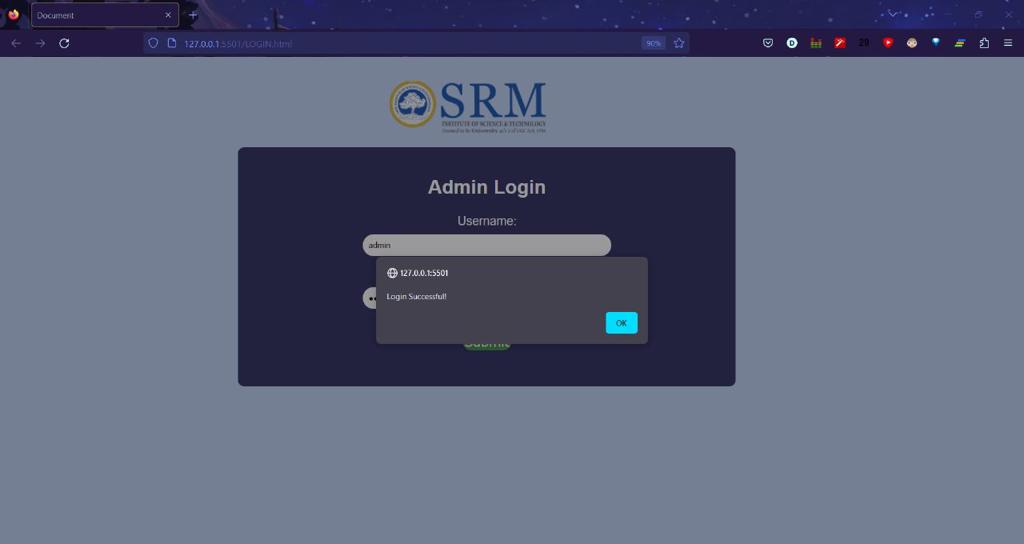 Document
127.0.0.1:5501/LOGIN.html
90%
29
SRM
INSTITUTE OF SCIENCE & TECHNOLOGY
Admin Login
Username:
admin
127.0.0.1:5501
Login Successful!
OK
Submit